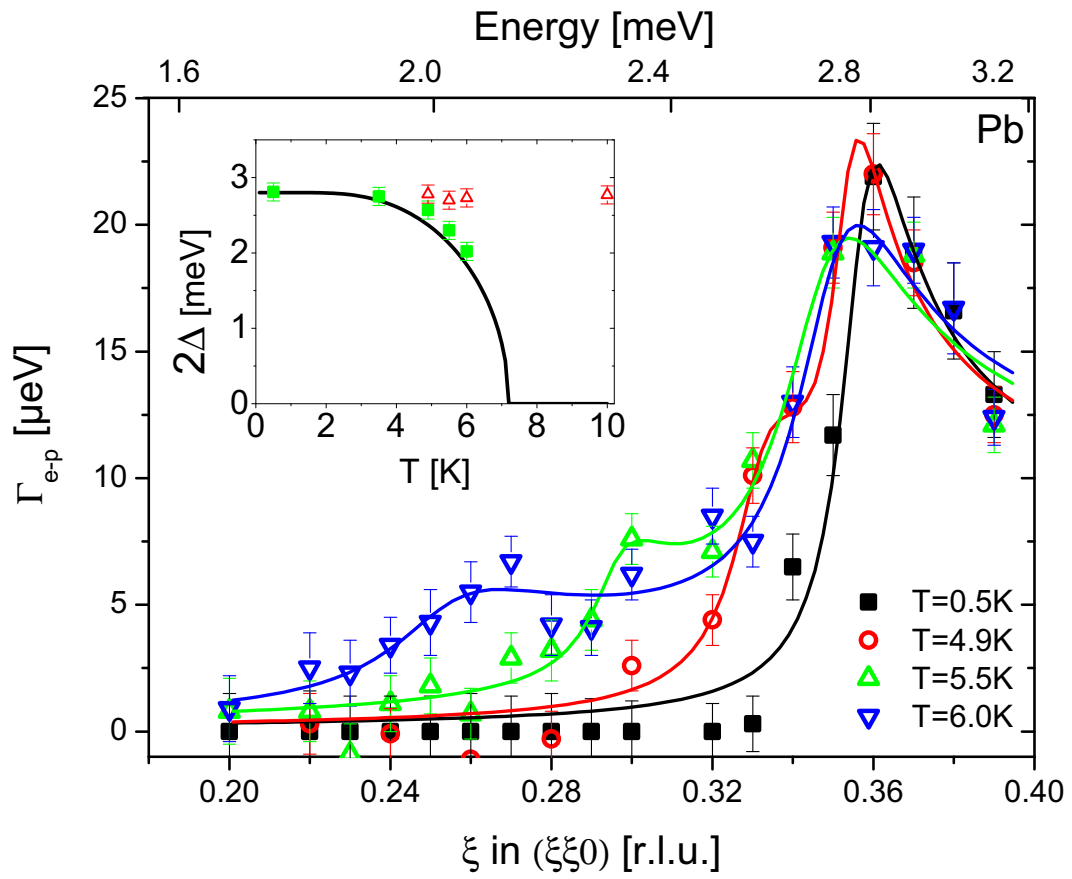 Energy [meV]
1.6 2.0 2.4 2.8 3.2
25
20
15
10
5
0
Γe-p [μeV]
Pb
3
2
1
0
2Δ [meV]
0 2 4 6 8 10
T [K]
T=0.5K
T=4.9K
T=5.5K
T=6.0K
0.20 0.24 0.28 0.32 0.36 0.40
ξ in (ξξ0) [r.l.u.]